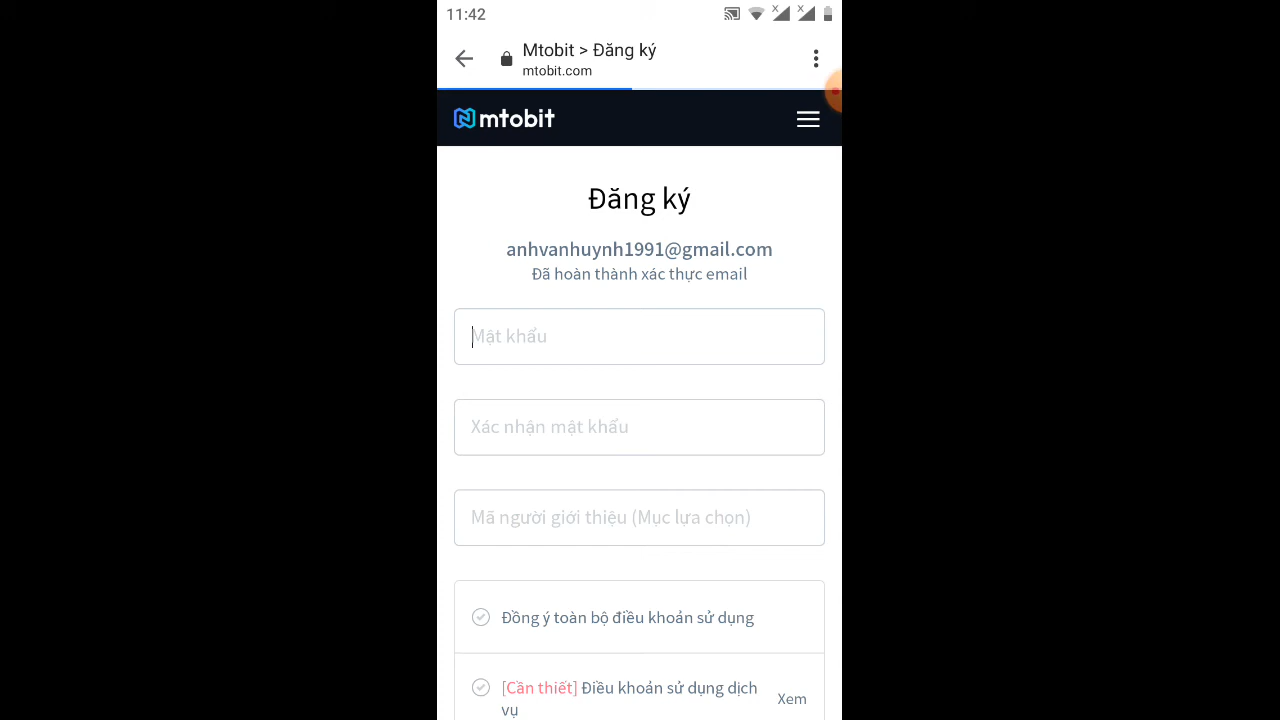 11:42
Mtobit > Đăng ký
mtobit.com
mtobit
Đăng ký
anhvanhuynh1991@gmail.com
Đã hoàn thành xác thực email
Mật khẩu
Xác nhận mật khẩu
Mã người giới thiệu (Mục lựa chọn)
Đồng ý toàn bộ điều khoản sử dụng
[Cần thiết] Điều khoản sử dụng dịch
vụ
Xem